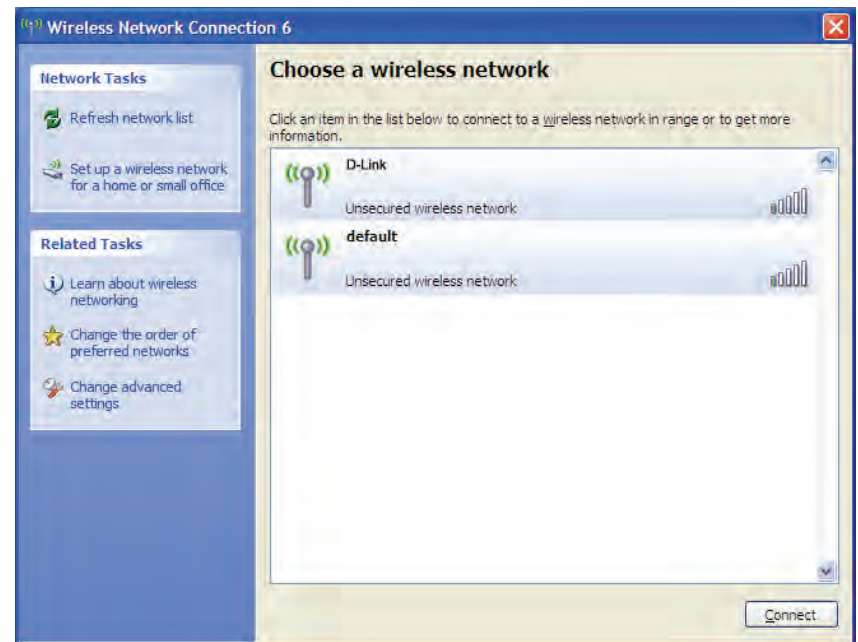 Wireless Network Connection 6
Network Tasks
Refresh network list
Set up a wireless network
for a home or small office
Related Tasks
Learn about wireless
networking
Change the order of
preferred networks
Change advanced
settings
Choose a wireless network
Click an item in the list below to connect to a wireless network in range or to get more
information.
D-Link
Unsecured wireless network
default
Unsecured wireless network
Connect